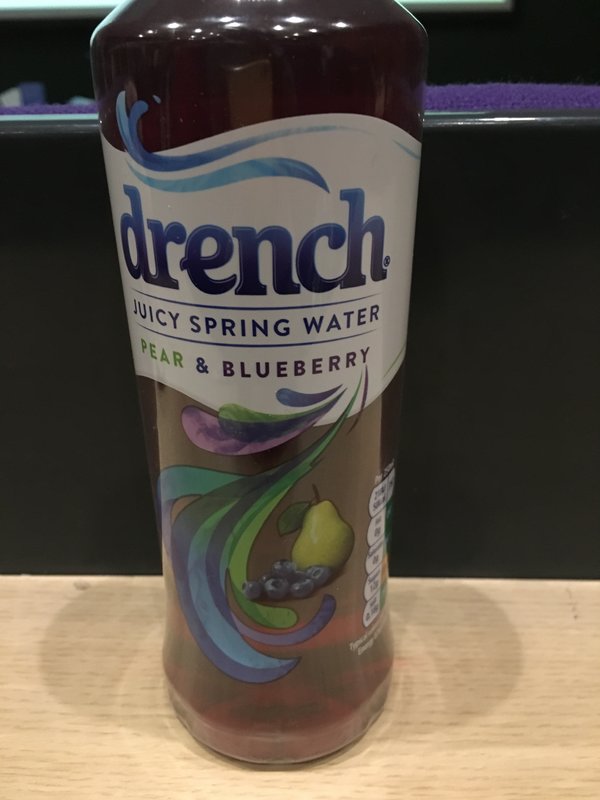 drench
JUICY SPRING WATER
PEAR & BLUEBERRY